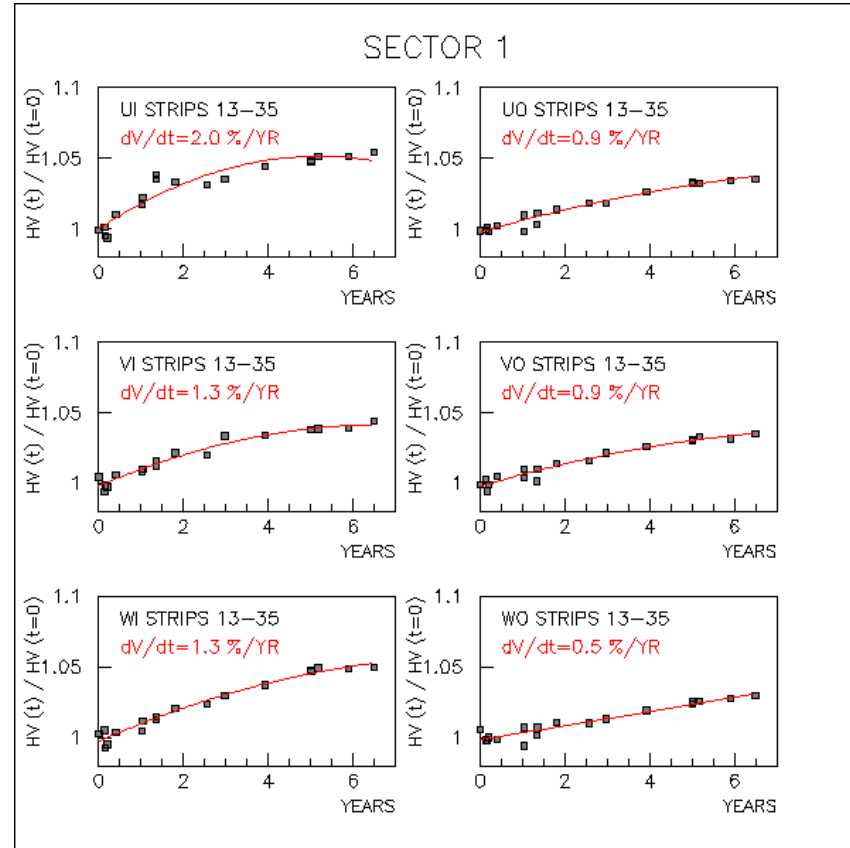 SECTOR 1
HV (t) / HV (t=0)
1.1
1.05
1
UI STRIPS 13-35
dV/dt=2.0 %/YR
0 2 4 6
YEARS
HV (t) / HV (t=0)
1.1
1.05
1
UO STRIPS 13-35
dV/dt=0.9 %/YR
0 2 4 6
YEARS
HV (t) / HV (t=0)
1.1
1.05
1
VI STRIPS 13-35
dV/dt=1.3 %/YR
0 2 4 6
YEARS
HV (t) / HV (t=0)
1.1
1.05
1
VO STRIPS 13-35
dV/dt=0.9 %/YR
0 2 4 6
YEARS
HV (t) / HV (t=0)
1.1
1.05
1
WI STRIPS 13-35
dV/dt=1.3 %/YR
0 2 4 6
YEARS
HV (t) / HV (t=0)
1.1
1.05
1
WO STRIPS 13-35
dV/dt=0.5 %/YR
0 2 4 6
YEARS